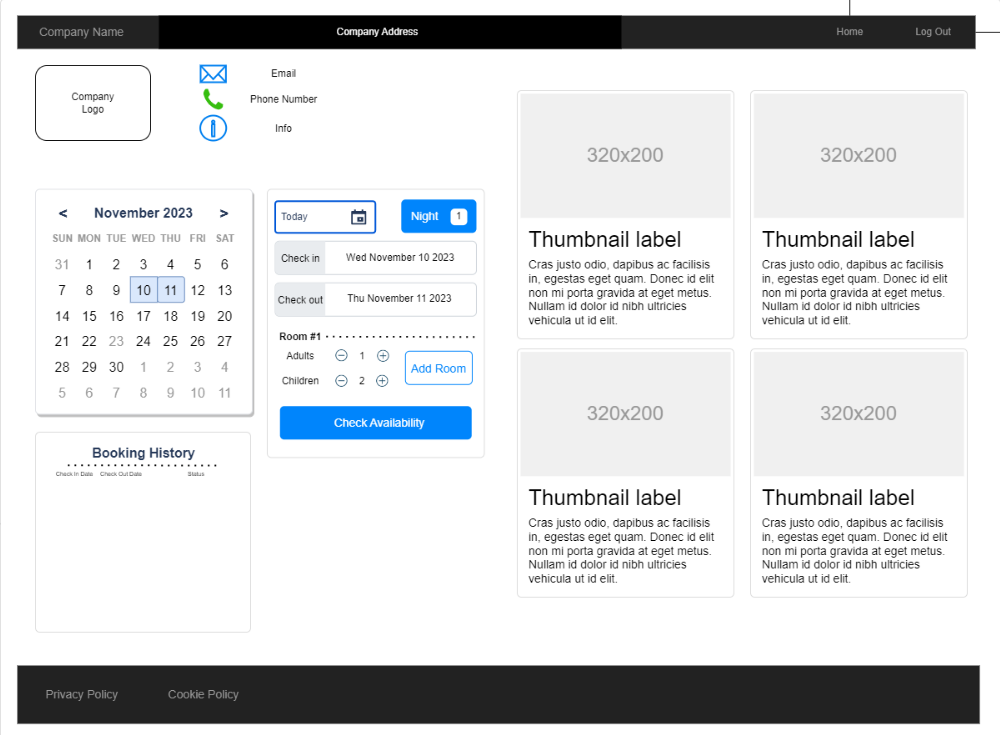 Company Name
Company Address
Home
Log Out
Company
Logo
Email
Phone Number
Info
< November 2023 >
SUN MON TUE WED THU FRI SAT
31 1 2 3 4 5 6
7 8 9 10 11 12 13
14 15 16 17 18 19 20
21 22 23 24 25 26 27
28 29 30 1 2 3 4
5 6 7 8 9 10 11
Booking History
Check In Date Check Out Date Status
Today
Night 1
Check in Wed November 10 2023
Check out Thu November 11 2023
Room #1
Adults 1
Children 2
Add Room
Check Availability
320x200
Thumbnail label
Cras justo odio, dapibus ac facilisis
in, egestas eget quam. Donec id elit
non mi porta gravida at eget metus.
Nullam id dolor id nibh ultricies
vehicula ut id elit.
320x200
Thumbnail label
Cras justo odio, dapibus ac facilisis
in, egestas eget quam. Donec id elit
non mi porta gravida at eget metus.
Nullam id dolor id nibh ultricies
vehicula ut id elit.
320x200
Thumbnail label
Cras justo odio, dapibus ac facilisis
in, egestas eget quam. Donec id elit
non mi porta gravida at eget metus.
Nullam id dolor id nibh ultricies
vehicula ut id elit.
320x200
Thumbnail label
Cras justo odio, dapibus ac facilisis
in, egestas eget quam. Donec id elit
non mi porta gravida at eget metus.
Nullam id dolor id nibh ultricies
vehicula ut id elit.
Privacy Policy
Cookie Policy